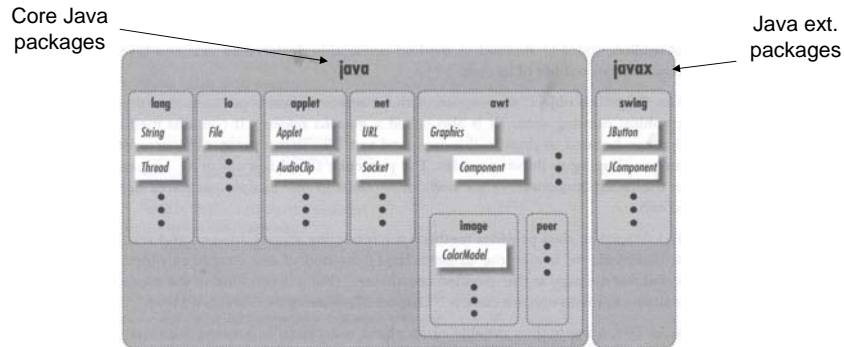 Core Java
packages
Java ext.
packages
java
javax
lang
io
applet
net
awt
swing
String
File
Applet
URL
Graphics
JButton
Thread
AudioClip
Socket
Component
JComponent
image
peer
ColorModel